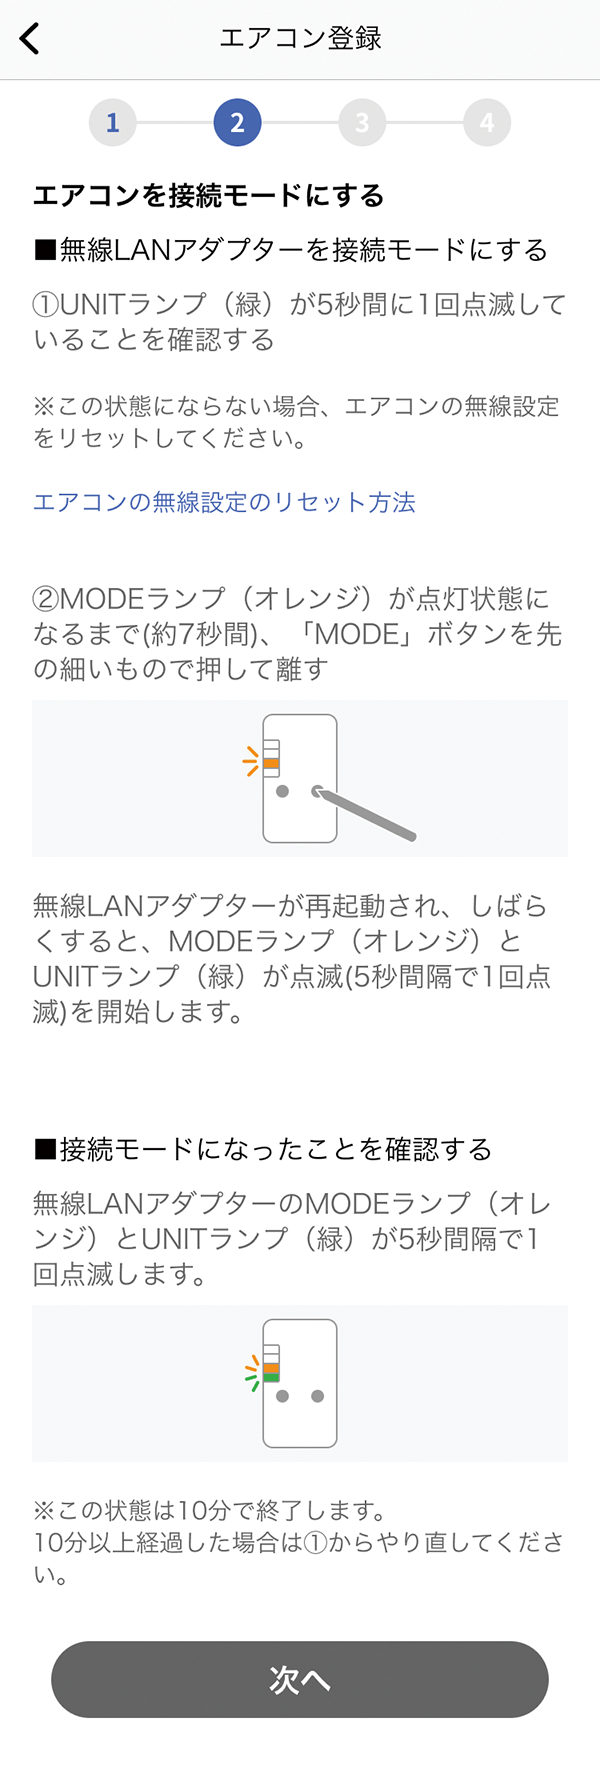 エアコン登録
1
2
3
4
エアコンを接続モードにする
■無線LANアダプターを接続モードにする
①UNITランプ（緑）が5秒間に1回点滅して
いることを確認する
※この状態にならない場合、エアコンの無線設定
をリセットしてください。
エアコンの無線設定のリセット方法
②MODEランプ（オレンジ）が点灯状態に
なるまで(約7秒間)、「MODE」ボタンを先
の細いもので押して離す
無線LANアダプターが再起動され、しばら
くすると、MODEランプ（オレンジ）と
UNITランプ（緑）が点滅(5秒間隔で1回点
滅)を開始します。
■接続モードになったことを確認する
無線LANアダプターのMODEランプ（オレ
ンジ）とUNITランプ（緑）が5秒間隔で1
回点滅します。
※この状態は10分で終了します。
10分以上経過した場合は①からやり直してくださ
い。
次へ